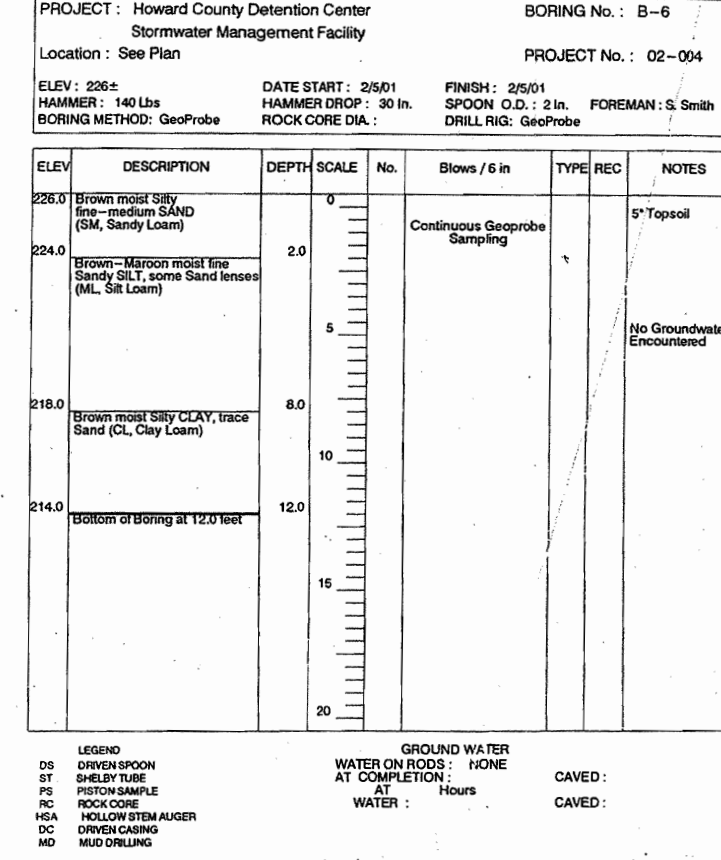 PROJECT : Howard County Detention Center BORING No. : B-6
Stormwater Management Facility
Location : See Plan PROJECT No. : 02-004
ELEV : 226± DATE START : 2/5/01 FINISH : 2/5/01
HAMMER : 140 Lbs HAMMER DROP : 30 In. SPOON O.D. : 2 In. FOREMAN : S. Smith
BORING METHOD: GeoProbe ROCK CORE DIA. : DRILL RIG: GeoProbe
ELEV DESCRIPTION DEPTH SCALE No. Blows / 6 in TYPE REC NOTES
226.0 Brown moist Silty 0
fine-medium SAND 5" Topsoil
(SM, Sandy Loam) Continuous Geoprobe
Sampling
224.0 2.0
Brown-Maroon moist fine
Sandy SILT, some Sand lenses
(ML, Silt Loam)
5 No Groundwate
Encountered
218.0 8.0
Brown moist Silty CLAY, trace
Sand (CL, Clay Loam)
10
214.0 12.0
Bottom of Boring at 12.0 feet
15
20
LEGEND GROUND WATER
DS DRIVEN SPOON WATER ON RODS : NONE
ST SHELBY TUBE AT COMPLETION : CAVED :
PS PISTON SAMPLE AT Hours
RC ROCK CORE WATER : CAVED :
HSA HOLLOW STEM AUGER
DC DRIVEN CASING
MD MUD DRILLING